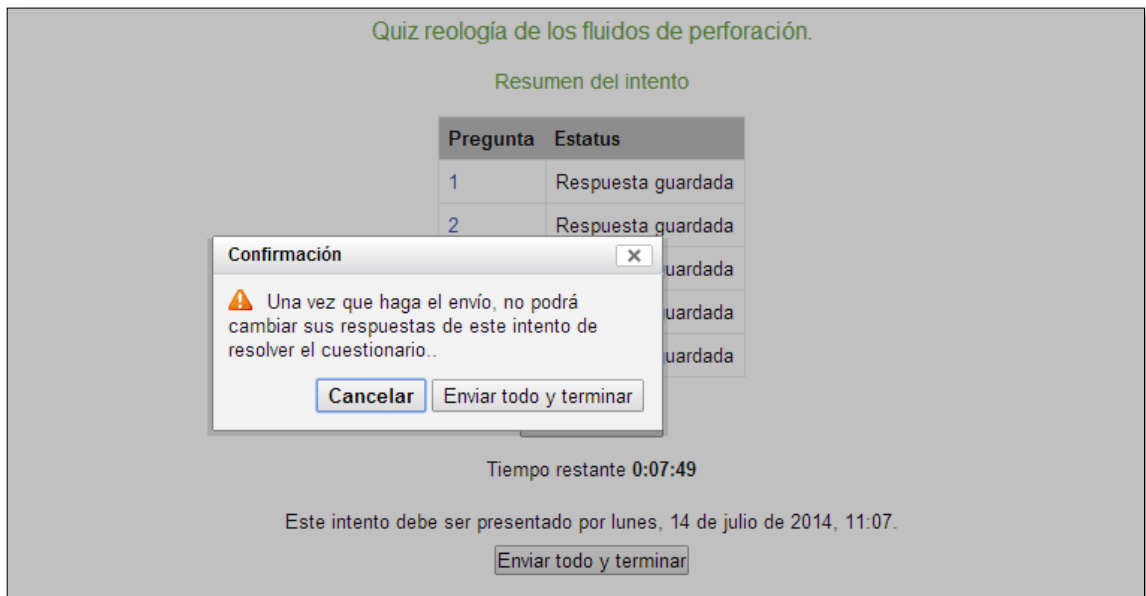 Quiz reología de los fluidos de perforación.
Resumen del intento
Pregunta Estatus
1 Respuesta guardada
2 Respuesta guardada
Confirmación
Una vez que haga el envío, no podrá
cambiar sus respuestas de este intento de
resolver el cuestionario..
Cancelar Enviar todo y terminar
Tiempo restante 0:07:49
Este intento debe ser presentado por lunes, 14 de julio de 2014, 11:07.
Enviar todo y terminar